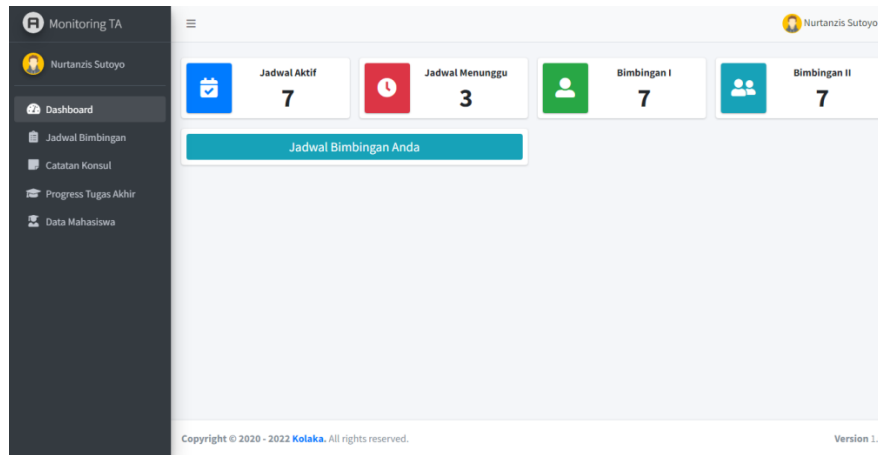 Monitoring TA
Nurtanzis Sutoyo
Nurtanzis Sutoyo
Dashboard
Jadwal Bimbingan
Catatan Konsul
Progress Tugas Akhir
Data Mahasiswa
Jadwal Aktif
7
Jadwal Menunggu
3
Bimbingan I
7
Bimbingan II
7
Jadwal Bimbingan Anda
Copyright © 2020 - 2022 Kolaka. All rights reserved.
Version 1.